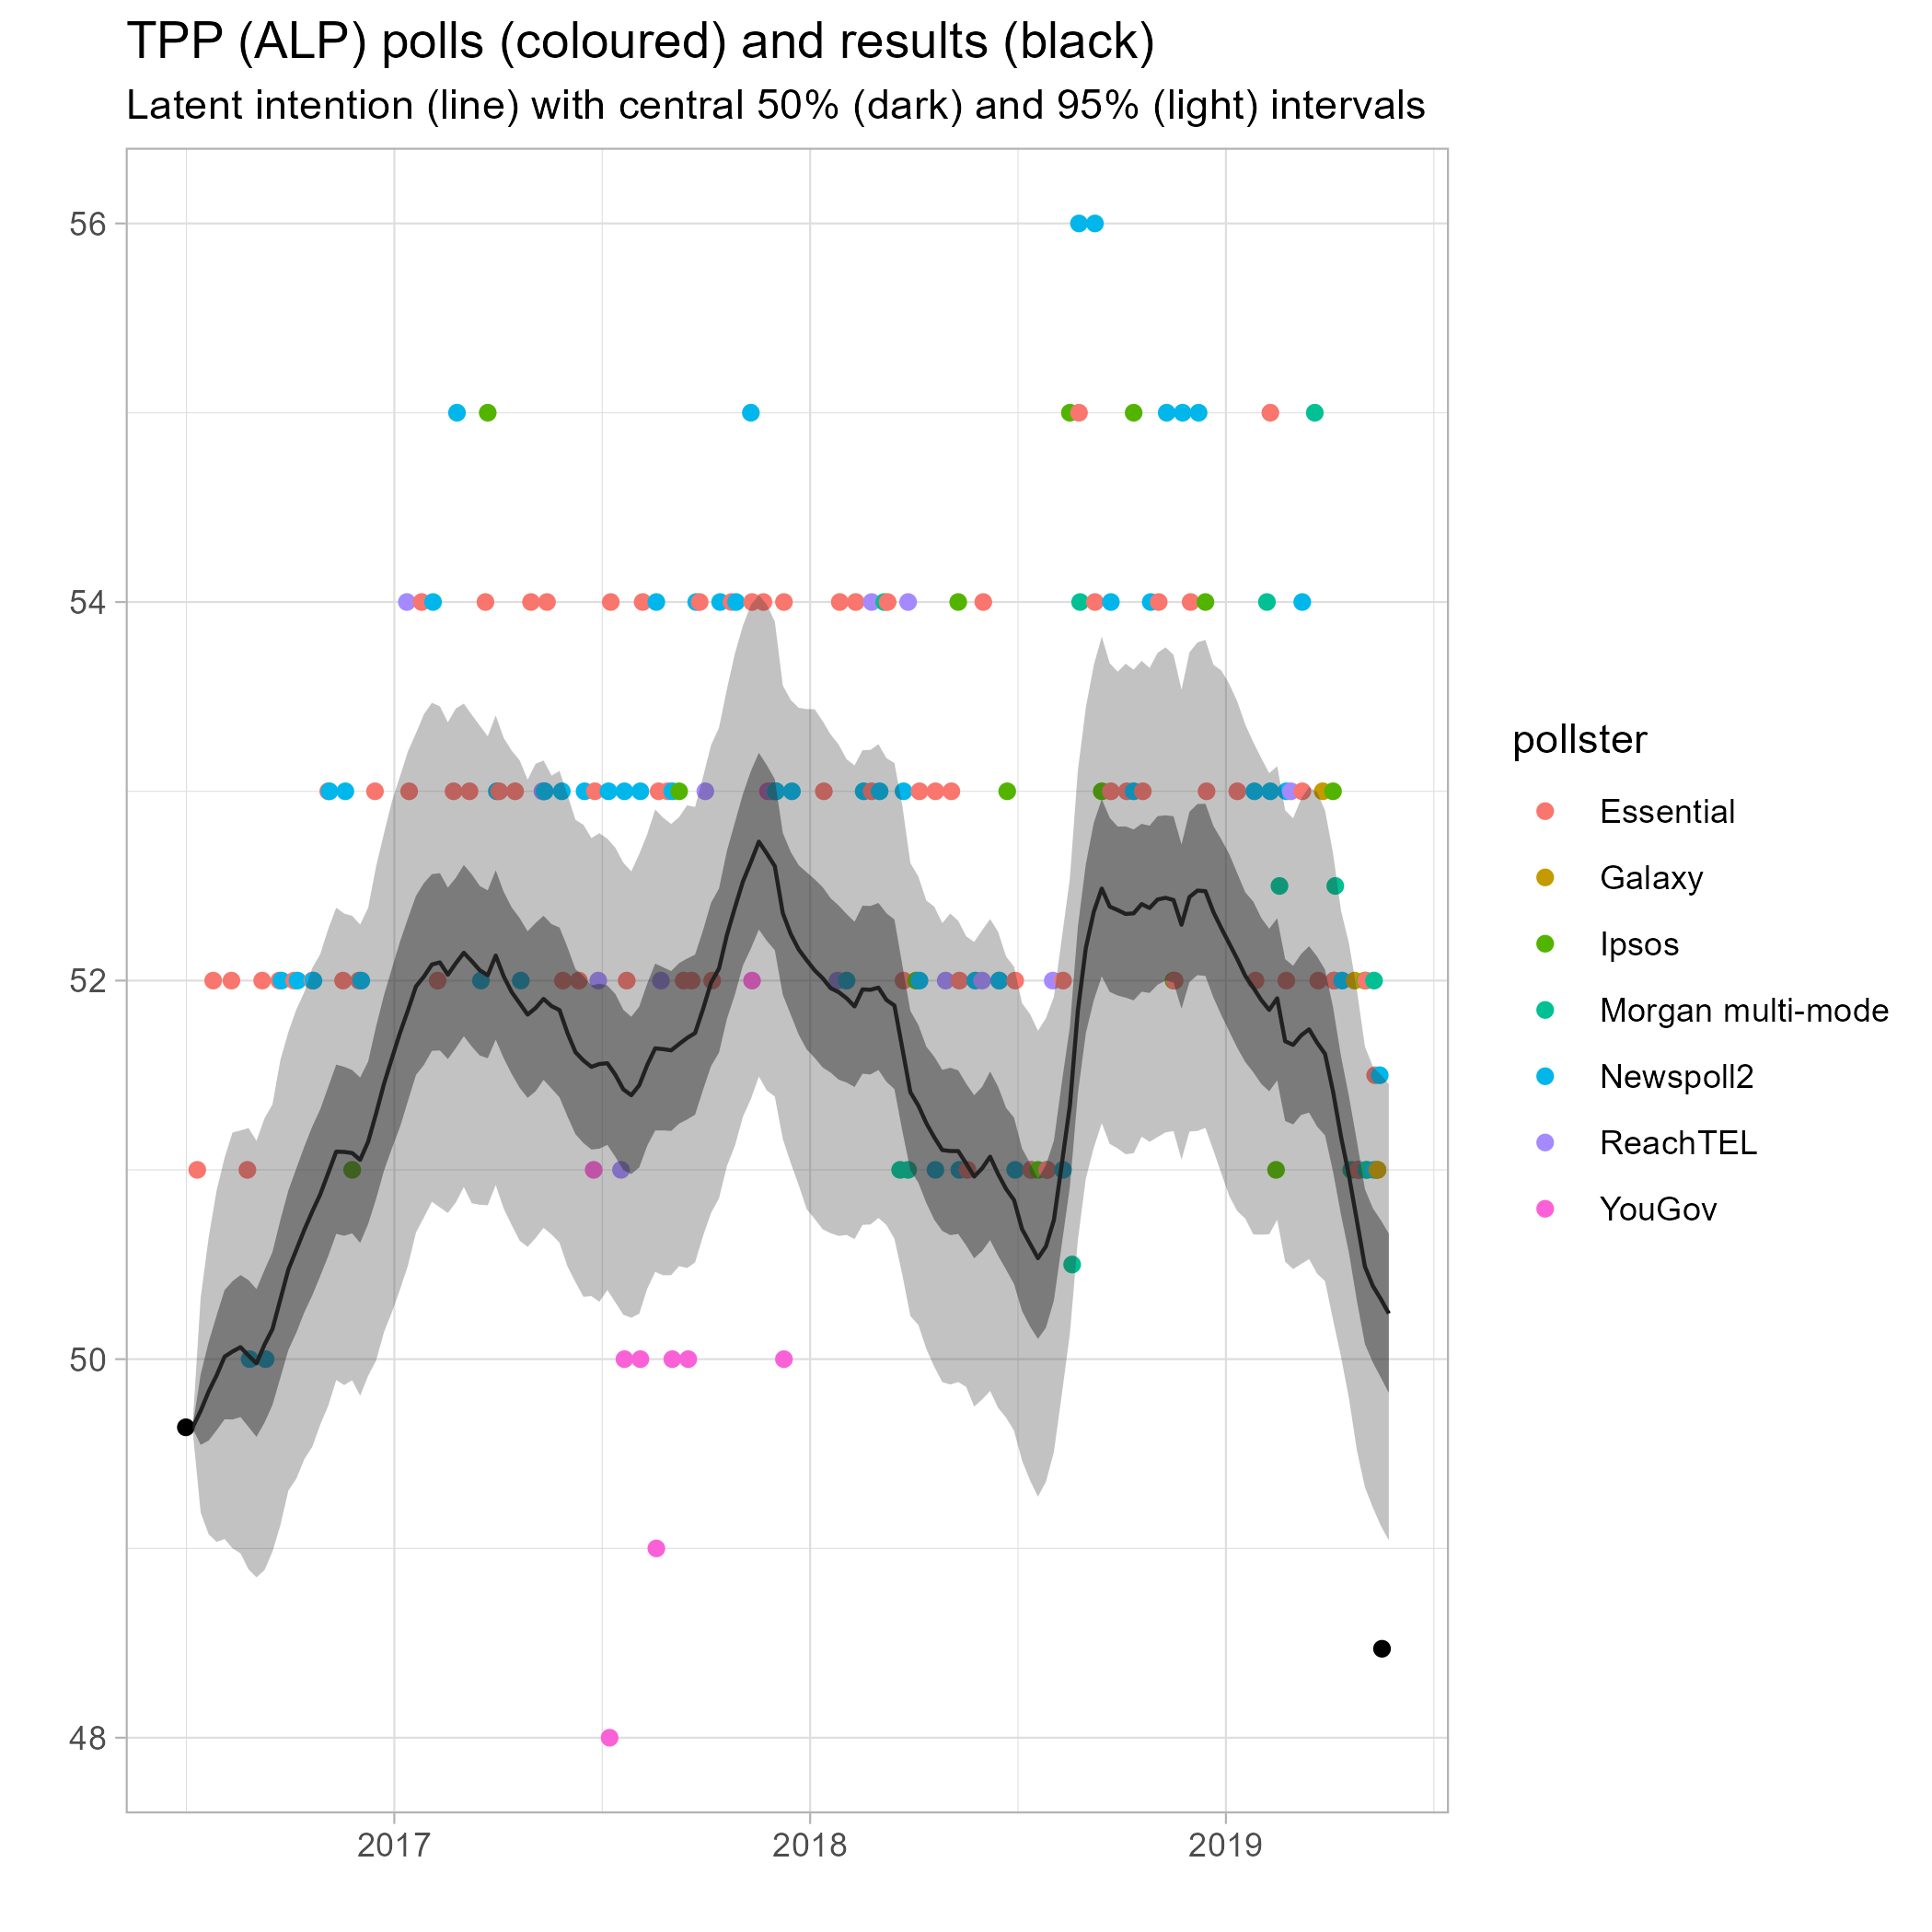 TPP (ALP) polls (coloured) and results (black)
Latent intention (line) with central 50% (dark) and 95% (light) intervals
56
54
52
50
48
2017
2018
2019
pollster
Essential
Galaxy
Ipsos
Morgan multi-mode
Newspoll2
ReachTEL
YouGov